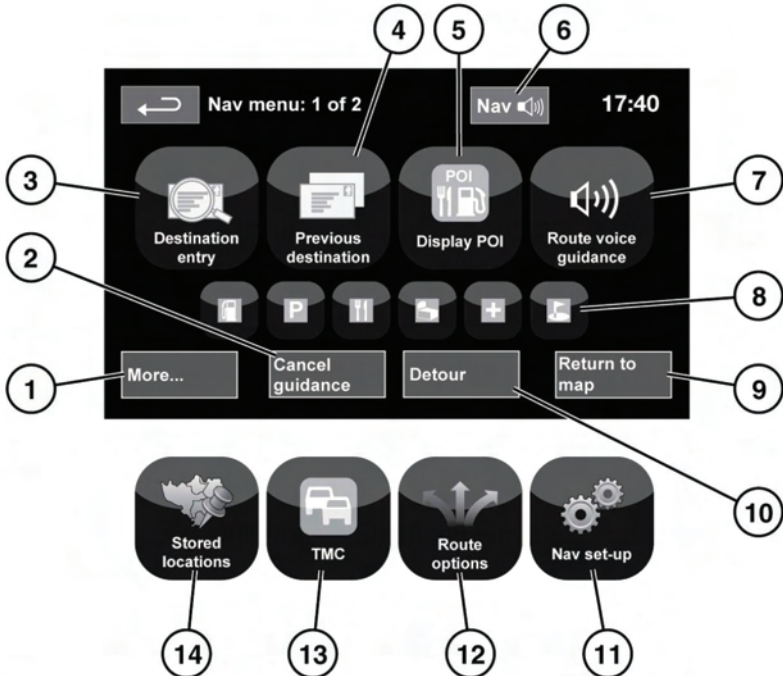 4
5
6
Nav menu: 1 of 2
Nav
17:40
3
7
POI
Destination
entry
Previous
destination
Display POI
Route voice
guidance
2
P
8
More...
Cancel
guidance
Detour
Return to
map
1
9
10
Stored
locations
TMC
Route
options
Nav set-up
14
13
12
11